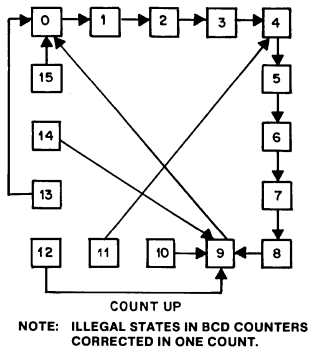 0 1 2 3 4
15 5
14 6
13 7
12 11 10 9 8
COUNT UP
NOTE: ILLEGAL STATES IN BCD COUNTERS
CORRECTED IN ONE COUNT.